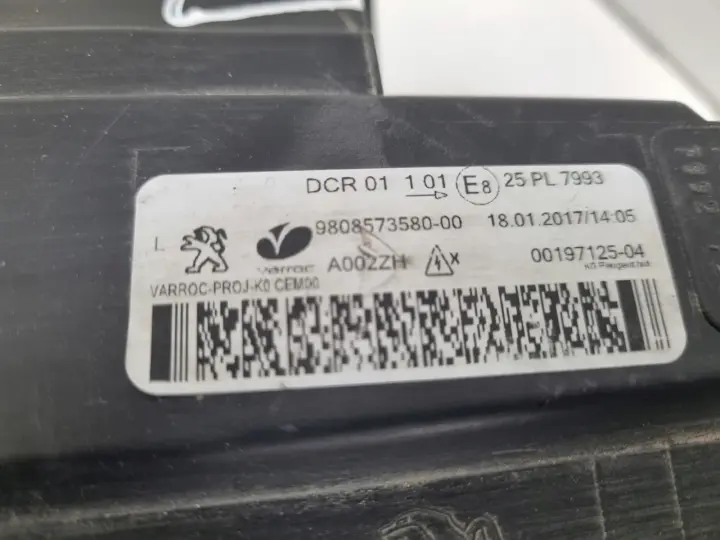 DCR 01 1 01 E8 25 PL 7993
L varroc 9808573580-00 18.01.2017/14:05
A002ZH X 00197125-04
VARROC-PROJ-K0 CEM00